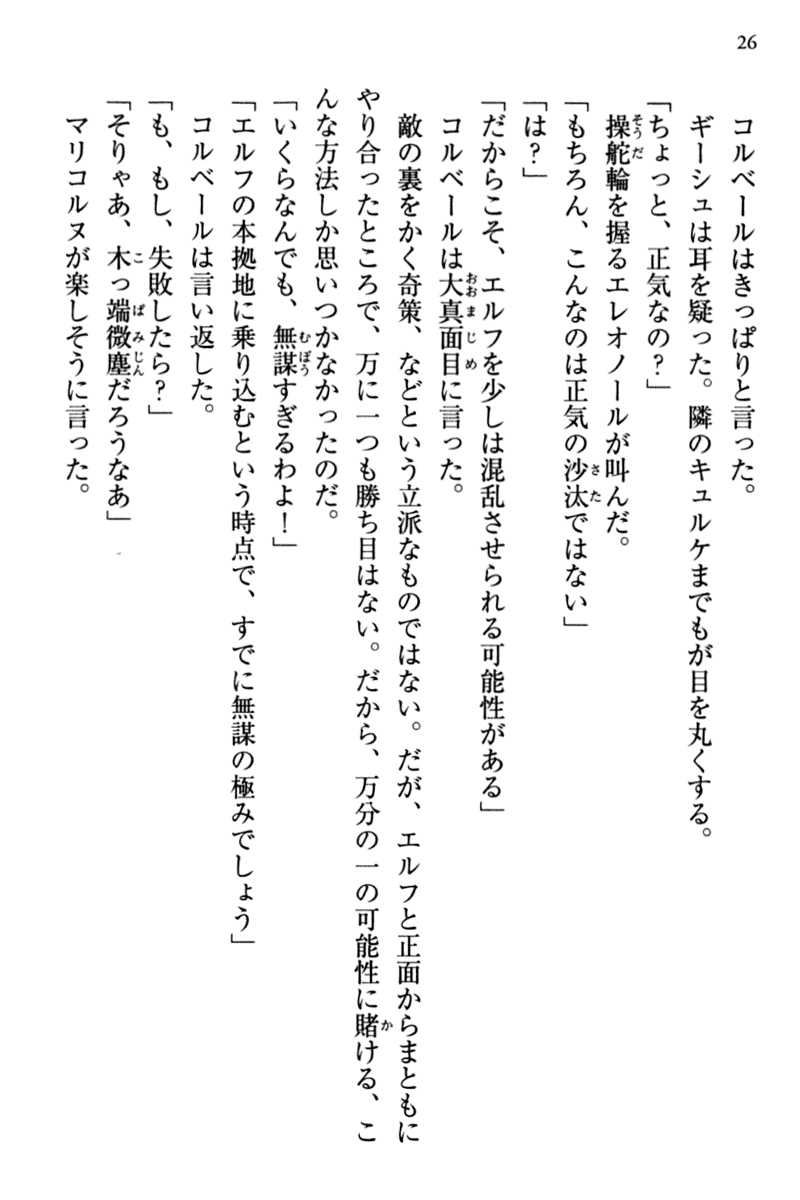 26
コルベールはきっぱりと言った。
ギーシュは耳を疑った。隣のキュルケまでもが目を丸くする。
「ちょっと、正気なの?」
操舵輪を握るエレオノールが叫んだ。
「もちろん、こんなのは正気の沙汰ではない」
「は?」
「だからこそ、エルフを少しは混乱させられる可能性がある」
コルベールは大真面目に言った。
敵の裏をかく奇策、などという立派なものではない。だが、エルフと正面からまともに
やり合ったところで、万に一つも勝ち目はない。だから、万分の一の可能性に賭ける、こ
んな方法しか思いつかなかったのだ。
「いくらなんでも、無謀すぎるわよ!」
「エルフの本拠地に乗り込むという時点で、すでに無謀の極みでしょう」
コルベールは言い返した。
「も、もし、失敗したら?」
「そりゃあ、木っ端微塵だろうなあ」
マリコルヌが楽しそうに言った。